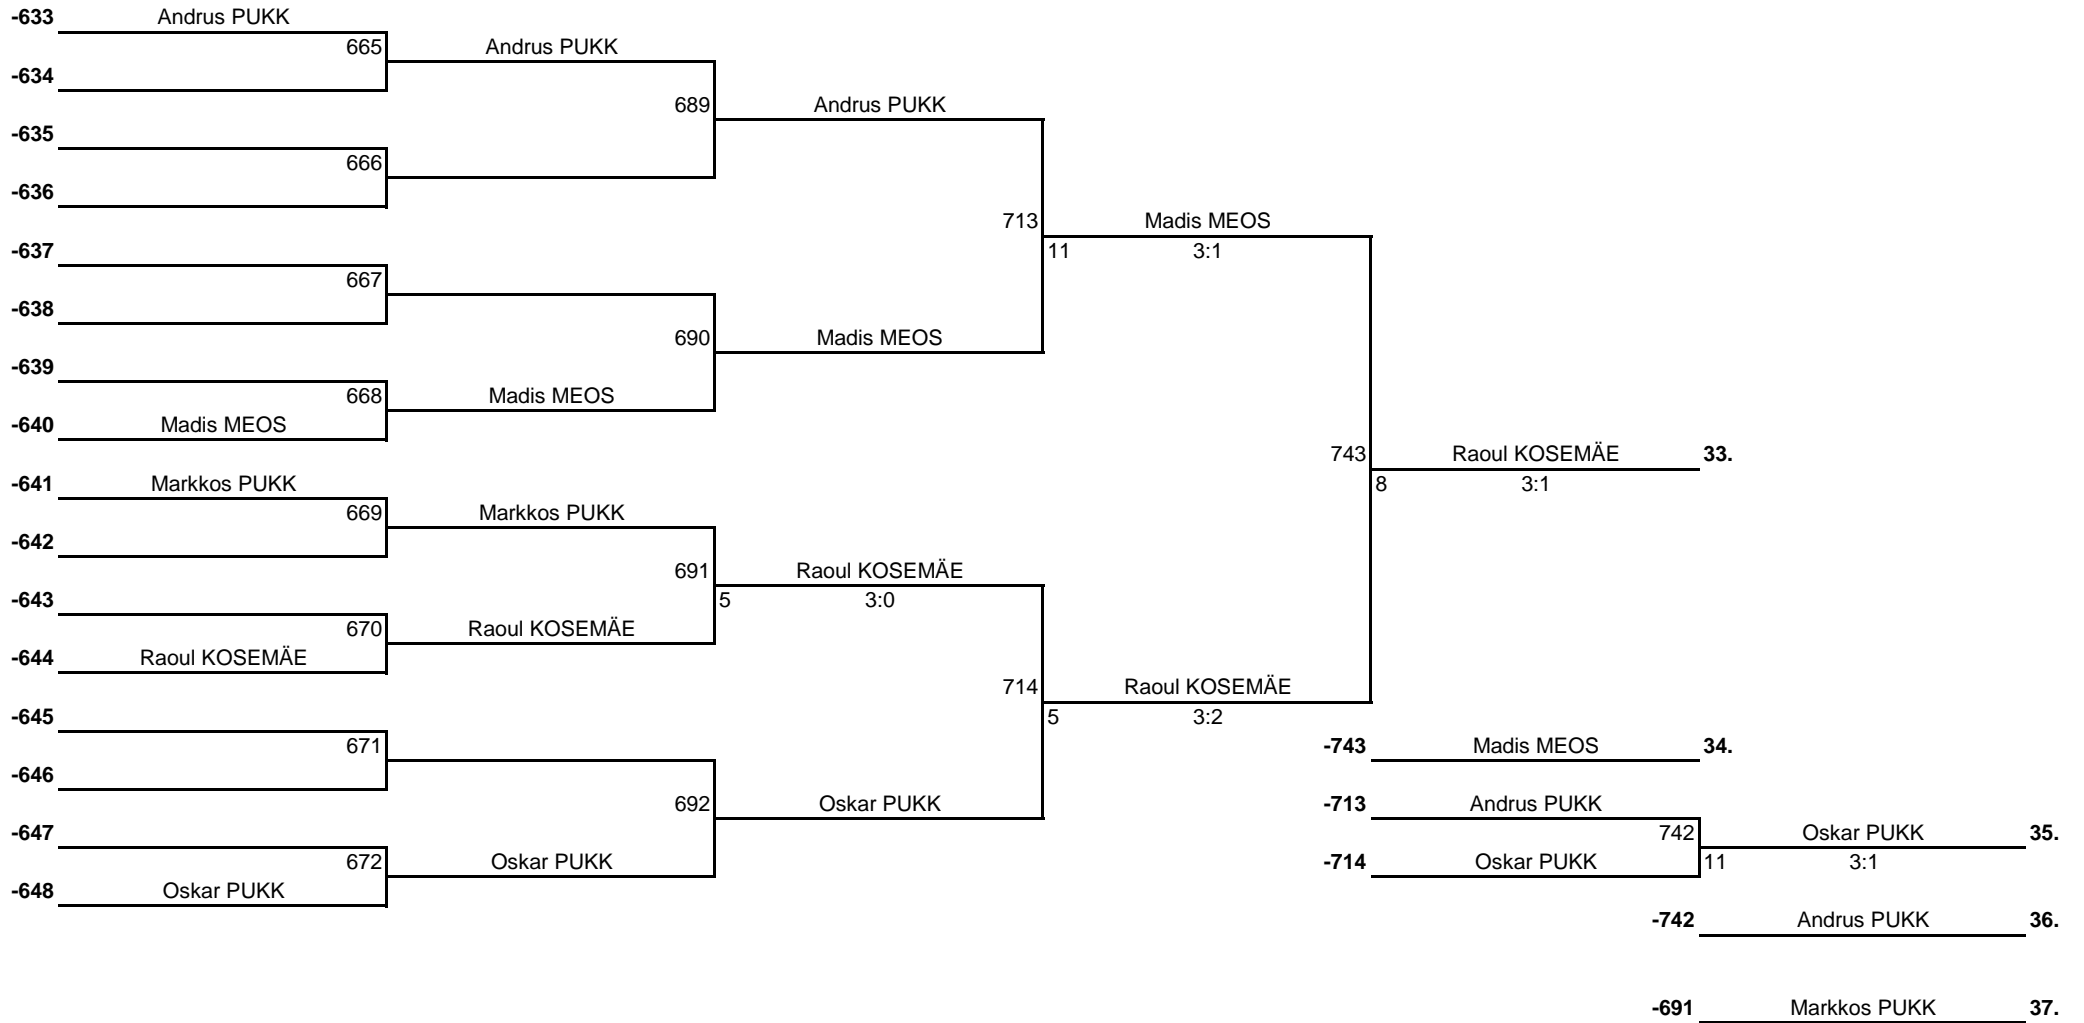 -633 Andrus PUKK
665 Andrus PUKK
-634
689 Andrus PUKK
-635
666
-636
713 Madis MEOS
-637 11 3:1
667
-638
690 Madis MEOS
-639
668 Madis MEOS
-640 Madis MEOS
743 Raoul KOSEMÄE 33.
-641 Markkos PUKK 8 3:1
669 Markkos PUKK
-642
691 Raoul KOSEMÄE
-643 5 3:0
670 Raoul KOSEMÄE
-644 Raoul KOSEMÄE
714 Raoul KOSEMÄE
-645 5 3:2
671 -743 Madis MEOS 34.
-646
692 Oskar PUKK -713 Andrus PUKK
-647 742 Oskar PUKK 35.
672 Oskar PUKK -714 Oskar PUKK 11 3:1
-648 Oskar PUKK
-742 Andrus PUKK 36.
-691 Markkos PUKK 37.